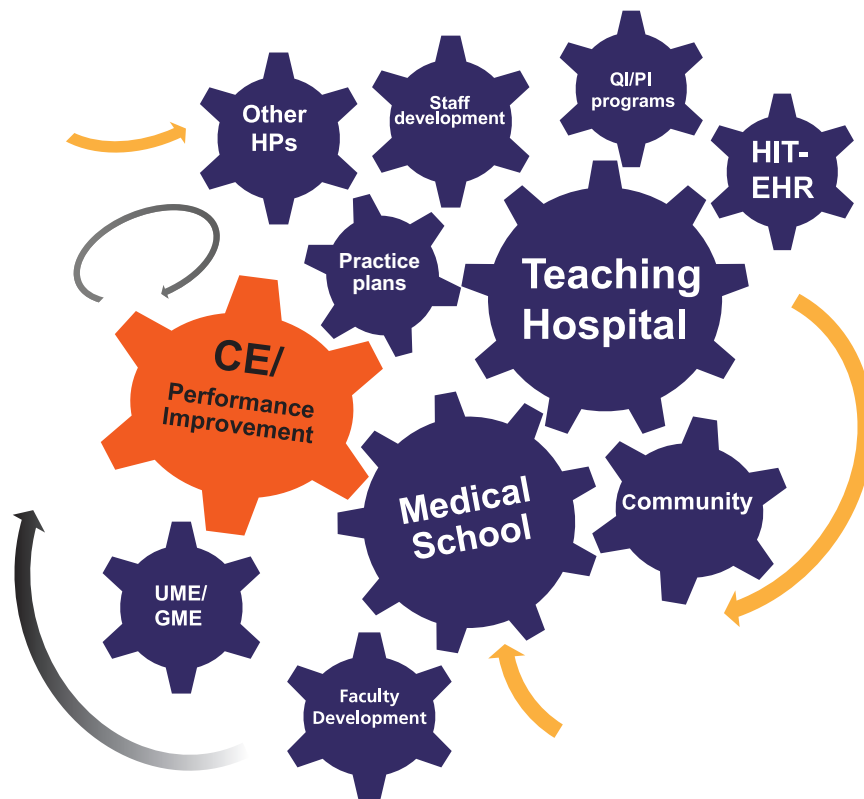 Other
HPs
Staff
development
QI/PI
programs
HIT-
EHR
Practice
plans
Teaching
Hospital
CE/
Performance
Improvement
Medical
School
Community
UME/
GME
Faculty
Development